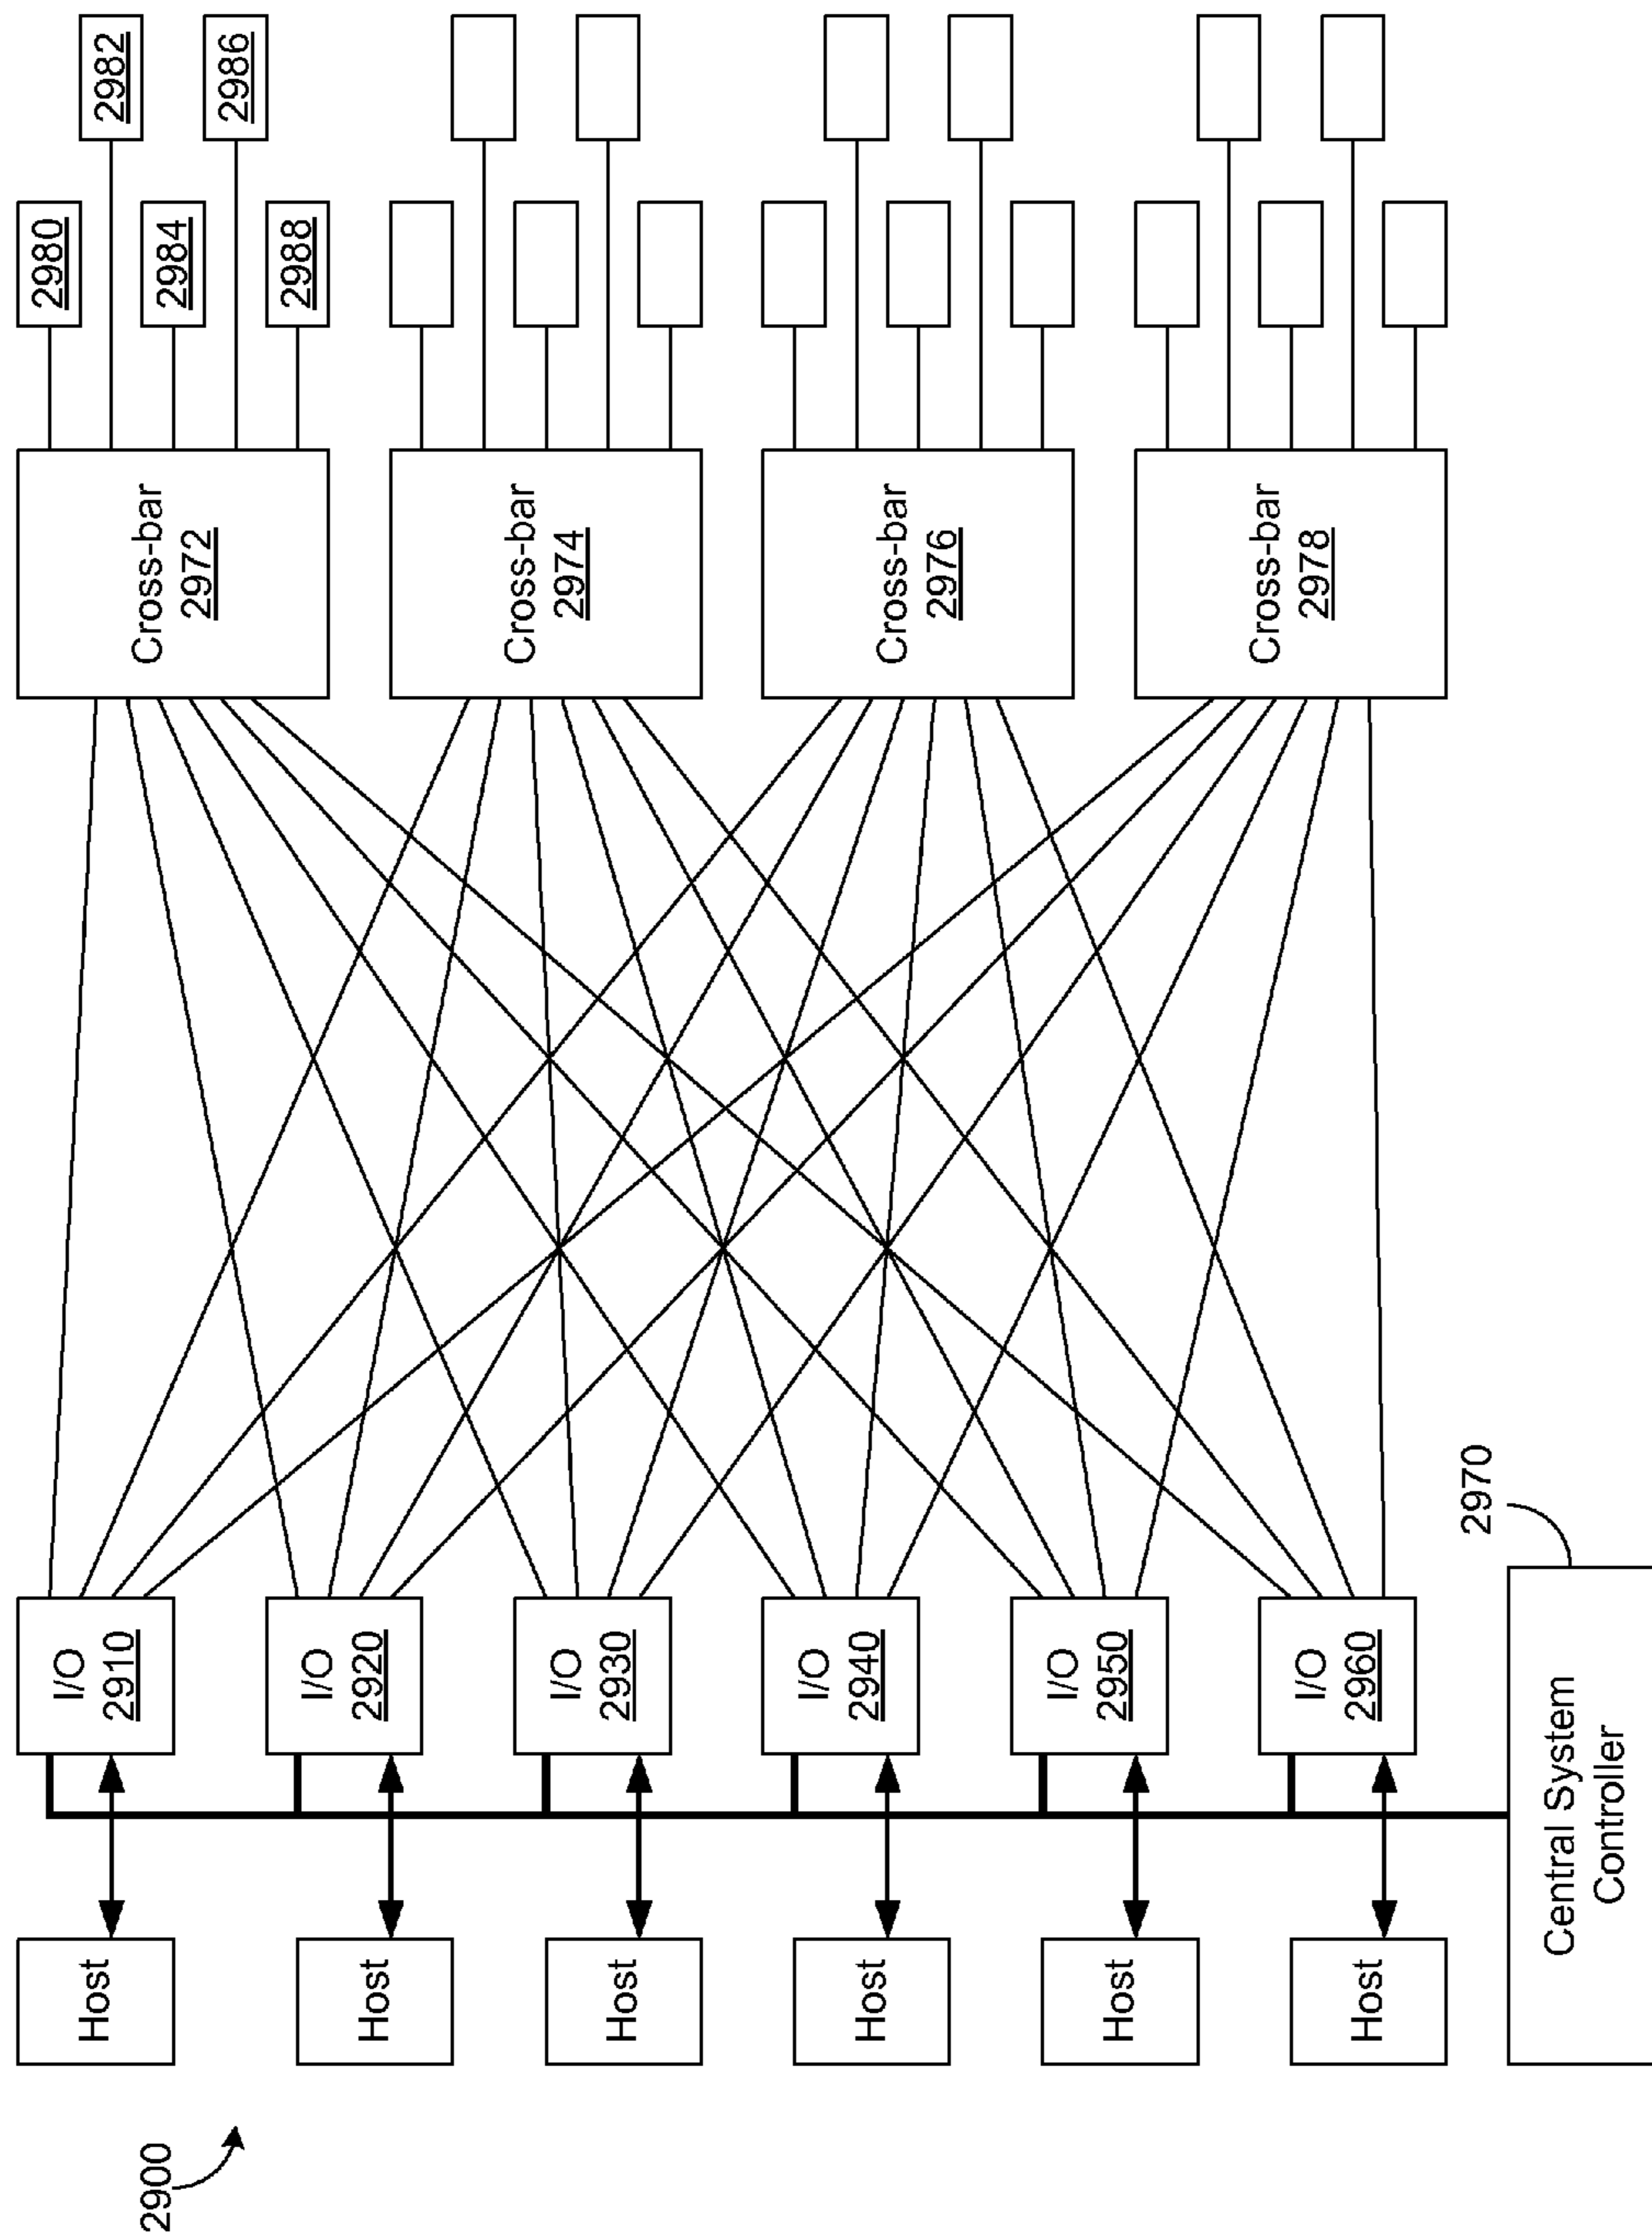 2900
Host
Host
Host
Host
Host
Host
Central System
Controller
2970
I/O
2910
I/O
2920
I/O
2930
I/O
2940
I/O
2950
I/O
2960
Cross-bar
2972
Cross-bar
2974
Cross-bar
2976
Cross-bar
2978
2980
2982
2984
2986
2988